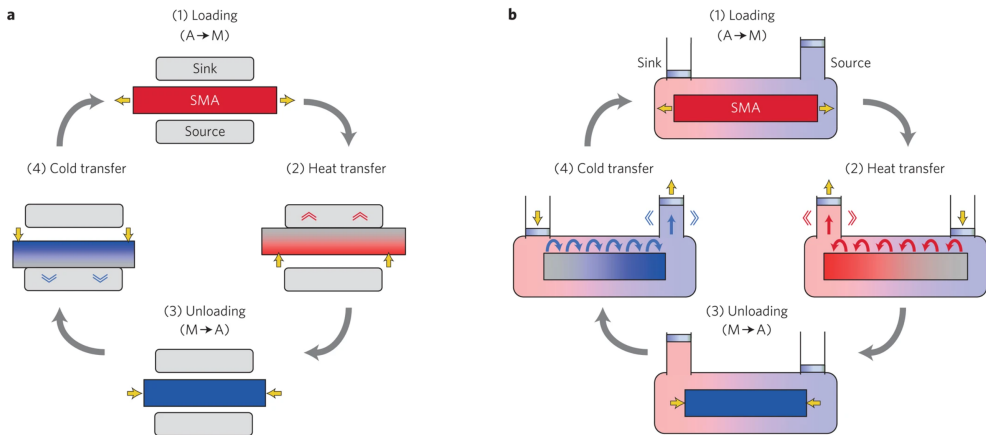 a
(1) Loading
(A→M)
Sink
SMA
Source
(4) Cold transfer
(2) Heat transfer
(3) Unloading
(M→A)
b
(1) Loading
(A→M)
Sink
Source
SMA
(4) Cold transfer
(2) Heat transfer
(3) Unloading
(M→A)